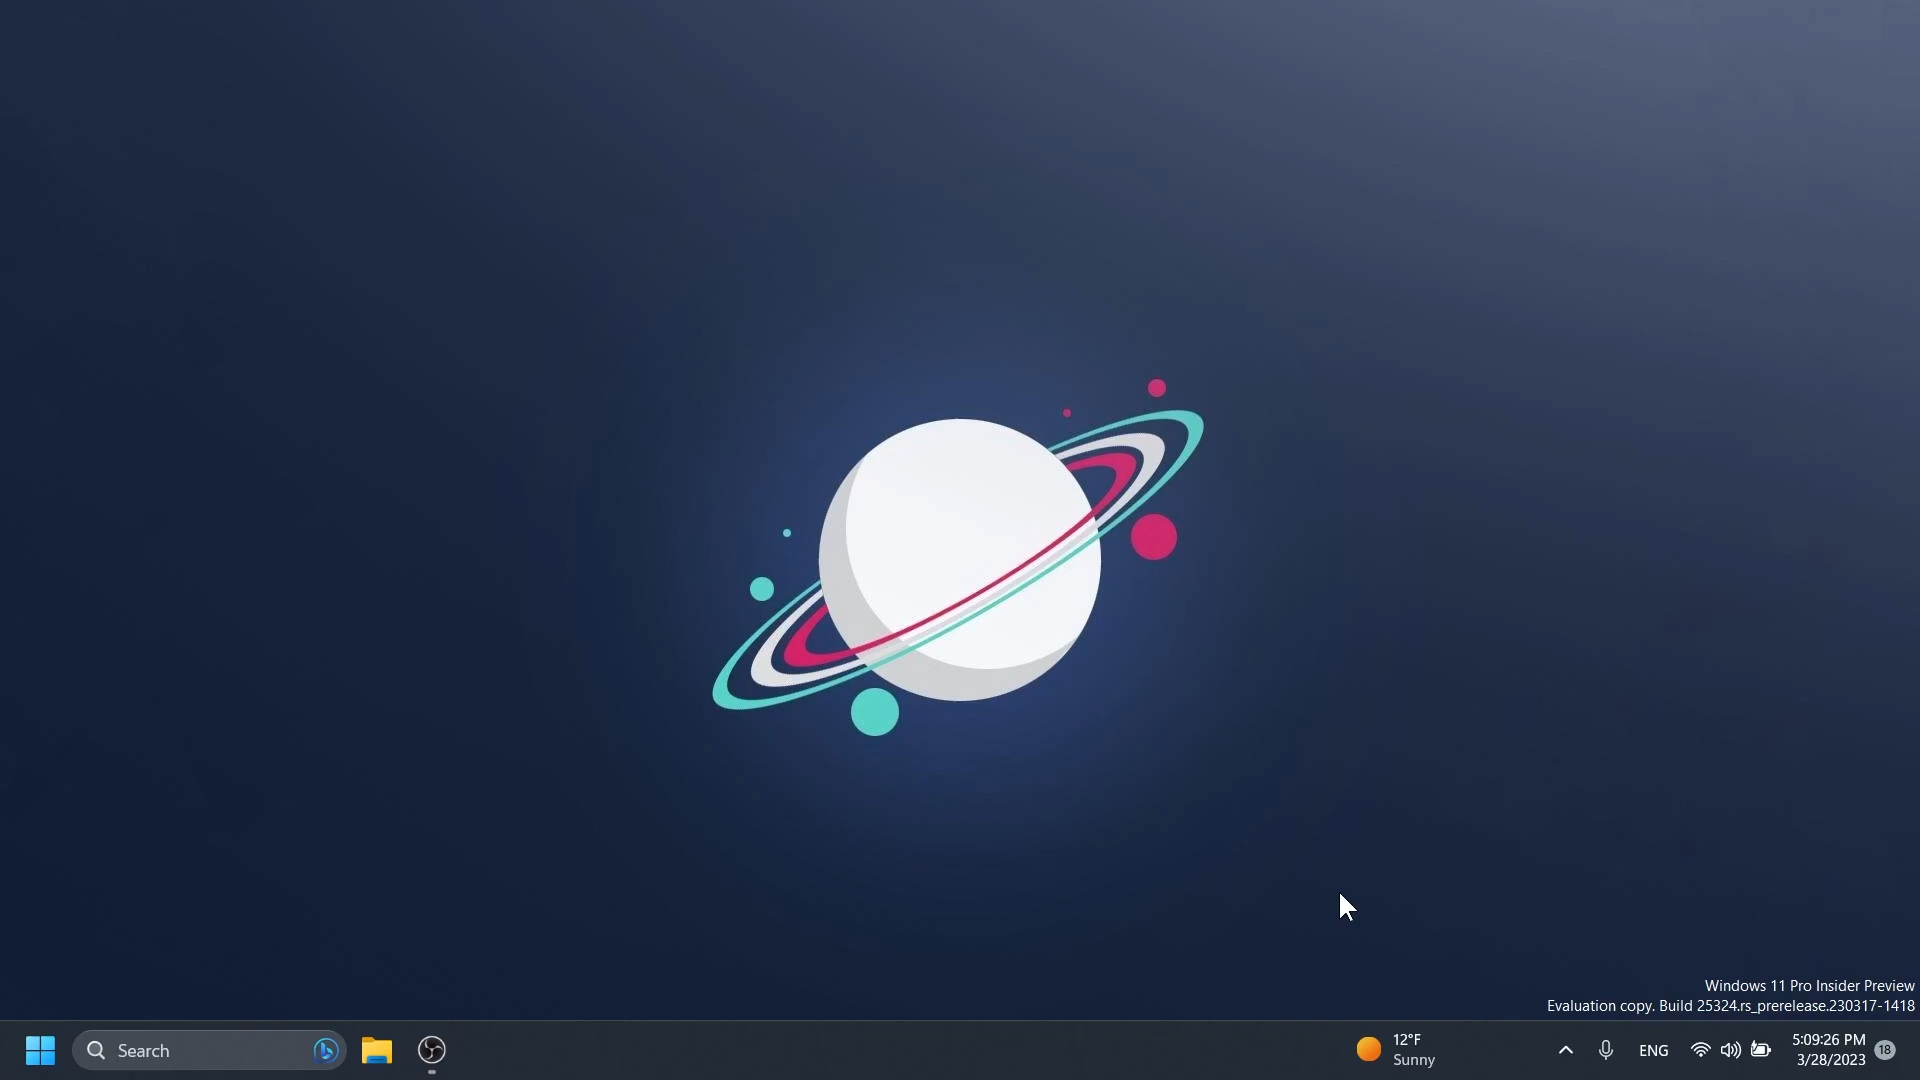 Windows 11 Pro Insider Preview
Evaluation copy. Build 25324.rs_prerelease.230317-1418
Search
12°F
Sunny
ENG
5:09:26 PM
3/28/2023
18